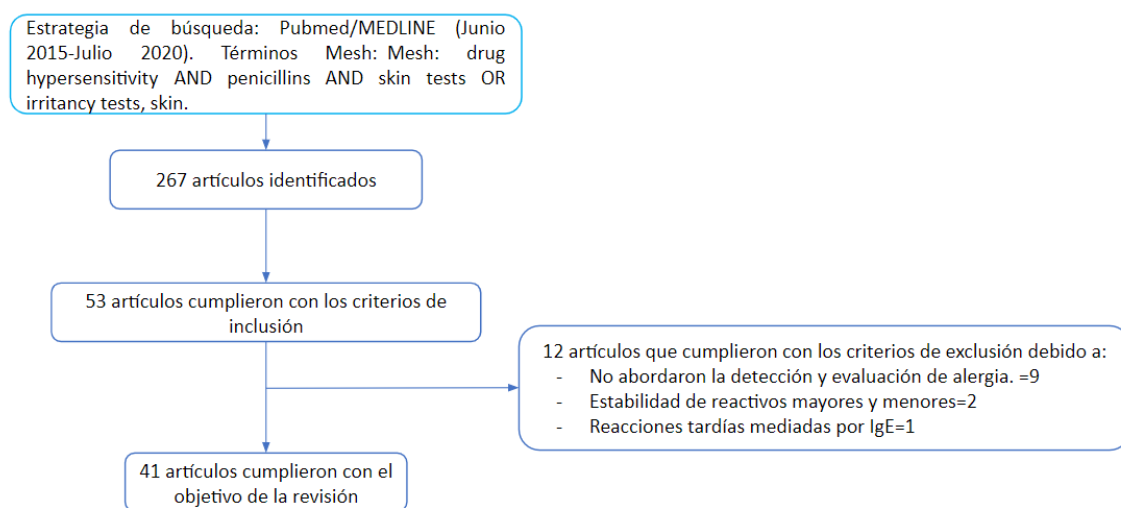 Estrategia de búsqueda: Pubmed/MEDLINE (Junio
2015-Julio 2020). Términos Mesh: Mesh: drug
hypersensitivity AND penicillins AND skin tests OR
irritancy tests, skin.
267 artículos identificados
53 artículos cumplieron con los criterios de
inclusión
12 artículos que cumplieron con los criterios de exclusión debido a:
- No abordaron la detección y evaluación de alergia. =9
- Estabilidad de reactivos mayores y menores=2
- Reacciones tardías mediadas por IgE=1
41 artículos cumplieron con el
objetivo de la revisión